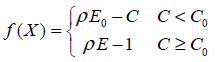 f(X) = { ρE₀ − C   C < C₀
ρE − 1   C ≥ C₀